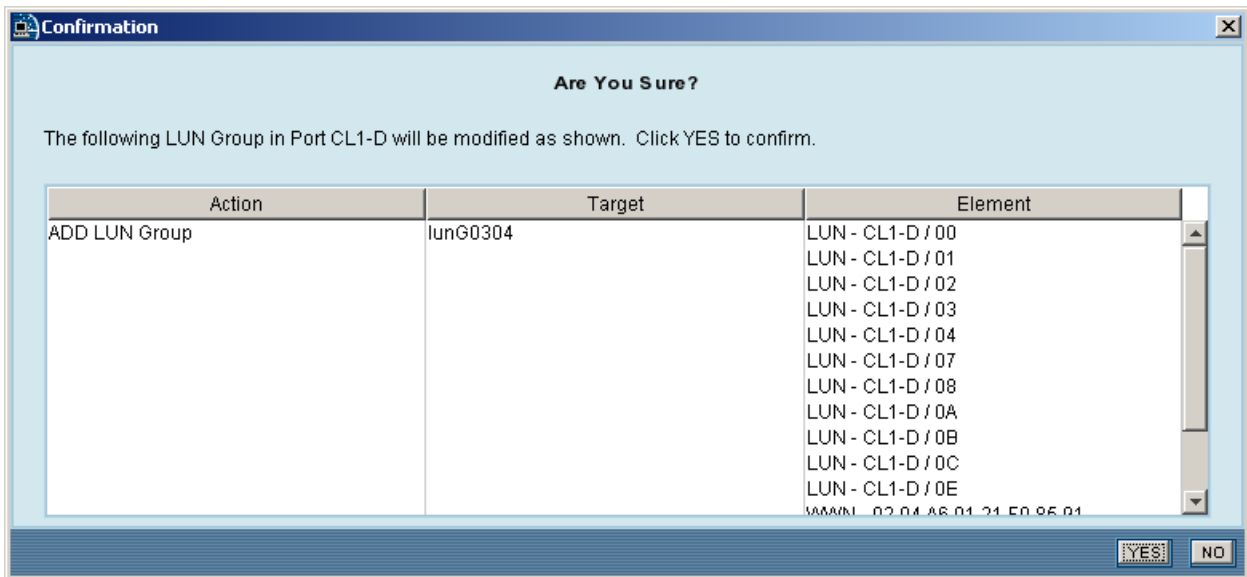 Confirmation
Are You Sure?
The following LUN Group in Port CL1-D will be modified as shown. Click YES to confirm.
Action Target Element
ADD LUN Group lunG0304 LUN - CL1-D / 00
LUN - CL1-D / 01
LUN - CL1-D / 02
LUN - CL1-D / 03
LUN - CL1-D / 04
LUN - CL1-D / 07
LUN - CL1-D / 08
LUN - CL1-D / 0A
LUN - CL1-D / 0B
LUN - CL1-D / 0C
LUN - CL1-D / 0E
WWN -
YES NO